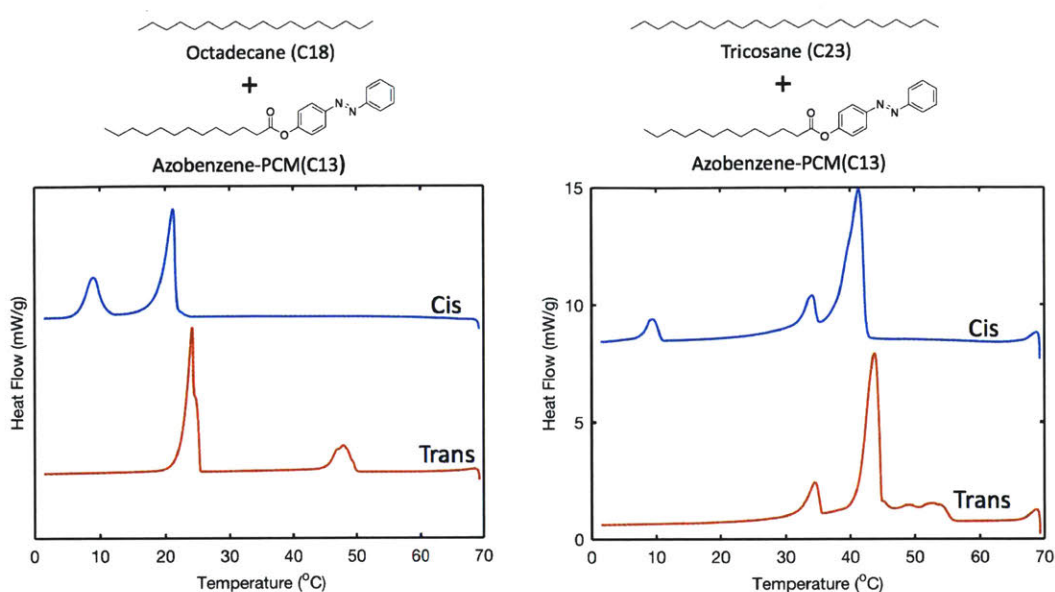 Octadecane (C18)
+
O
O
N
N
Azobenzene-PCM(C13)
Heat Flow (mW/g)
Cis
Trans
0 10 20 30 40 50 60 70
Temperature (°C)
Tricosane (C23)
+
O
O
N
N
Azobenzene-PCM(C13)
15
10
5
0
Heat Flow (mW/g)
Cis
Trans
0 10 20 30 40 50 60 70
Temperature (°C)